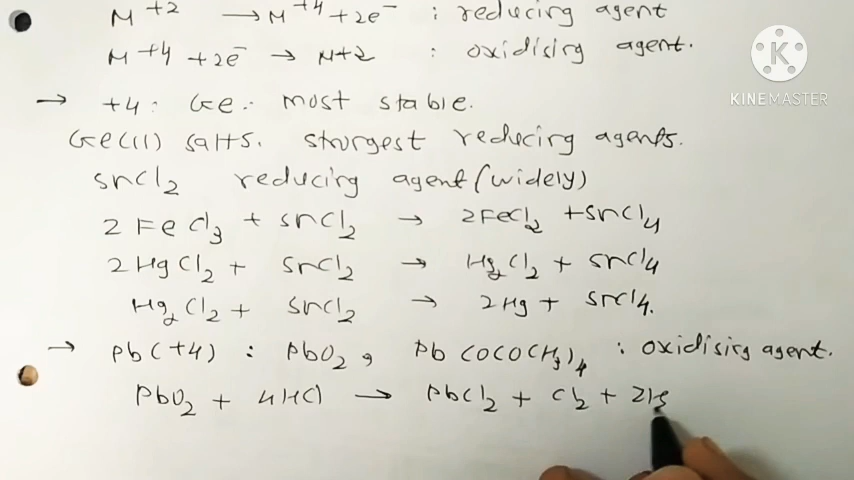 M+2 → M+4 + 2e- : reducing agent
M+4 + 2e- → M+2 : oxidising agent.
→ +4 : Ge - most stable.
Ge(II) salts. strongest reducing agents.
SnCl2 reducing agent (widely)
2FeCl3 + SnCl2 → 2FeCl2 + SnCl4
2HgCl2 + SnCl2 → Hg2Cl2 + SnCl4
Hg2Cl2 + SnCl2 → 2Hg + SnCl4.
→ Pb(+4) : PbO2, Pb(OCOCH3)4 : oxidising agent.
PbO2 + 4HCl → PbCl2 + Cl2 + 2H
K
KINEMASTER